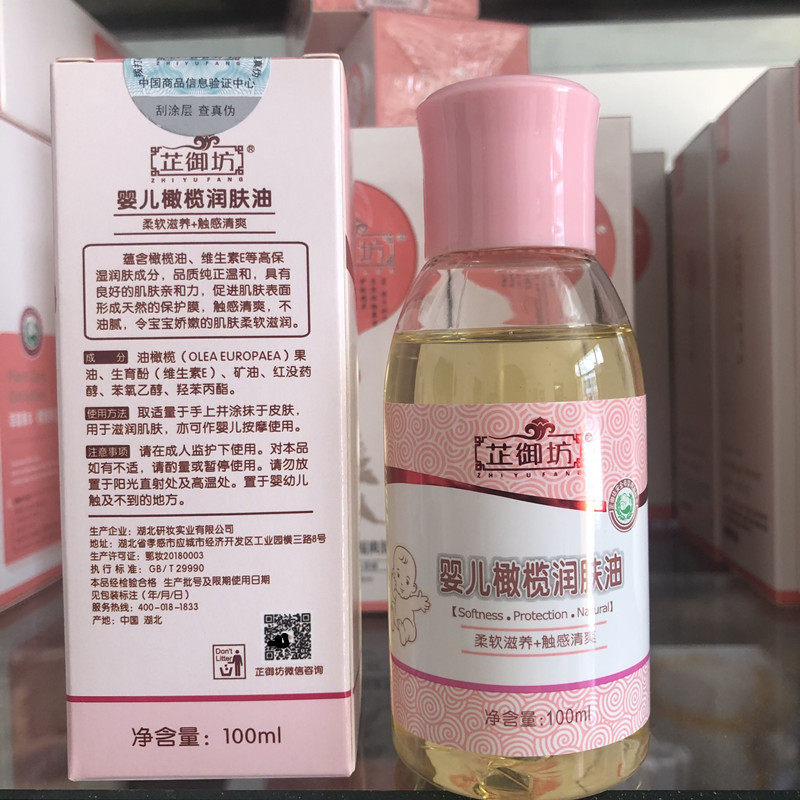 ZHIYUFANG
中国商品信息验证中心
刮涂层 查真伪
芷御坊®
ZHIYUFANG
婴儿橄榄润肤油
柔软滋养+触感清爽
蕴含橄榄油、维生素E等高保
湿润肤成分，品质纯正温和，具有
良好的肌肤亲和力，促进肌肤表面
形成天然的保护膜，触感清爽，不
油腻，令宝宝娇嫩的肌肤柔软滋润。
成 分 油橄榄（OLEA EUROPAEA）果
油、生育酚（维生素E）、矿油、红没药
醇、苯氧乙醇、羟苯丙酯。
使用方法 取适量于手上并涂抹于皮肤，
用于滋润肌肤，亦可作婴儿按摩使用。
注意事项 请在成人监护下使用。对本品
如有不适，请酌量或暂停使用。请勿放
置于阳光直射处及高温处。置于婴幼儿
触及不到的地方。
生产企业：湖北研妆实业有限公司
地址：湖北省孝感市应城市经济开发区工业园横三路8号
生产许可证：鄂妆20180003
执行标准：GB/T 29990
本品经检验合格 生产批号及限期使用日期
见包装标注（年/月/日）
服务热线：400-018-1833
产地：中国 湖北
Don't
Litter
芷御坊微信咨询
净含量：100ml
芷御坊®
ZHIYUFANG
婴儿橄榄润肤油
【Softness.Protection.Natural】
柔软滋养+触感清爽
净含量:100ml